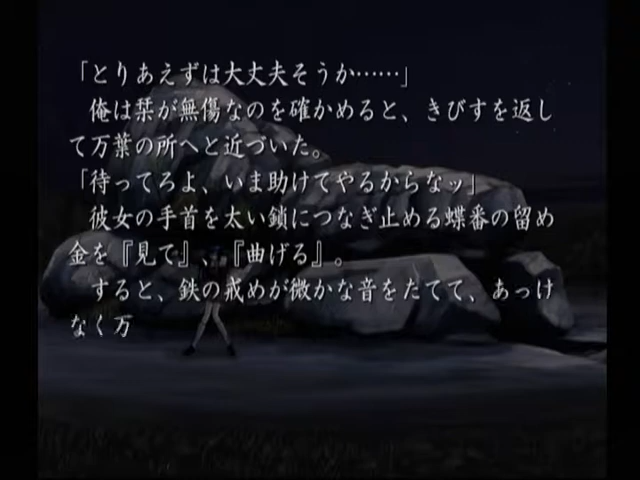 「とりあえずは大丈夫そうか……」
　俺は栞が無傷なのを確かめると、きびすを返し
て万葉の所へと近づいた。
「待ってろよ、いま助けてやるからなッ」
　彼女の手首を太い鎖につなぎ止める蝶番の留め
金を『見て』、『曲げる』。
　すると、鉄の戒めが微かな音をたてて、あっけ
なく万